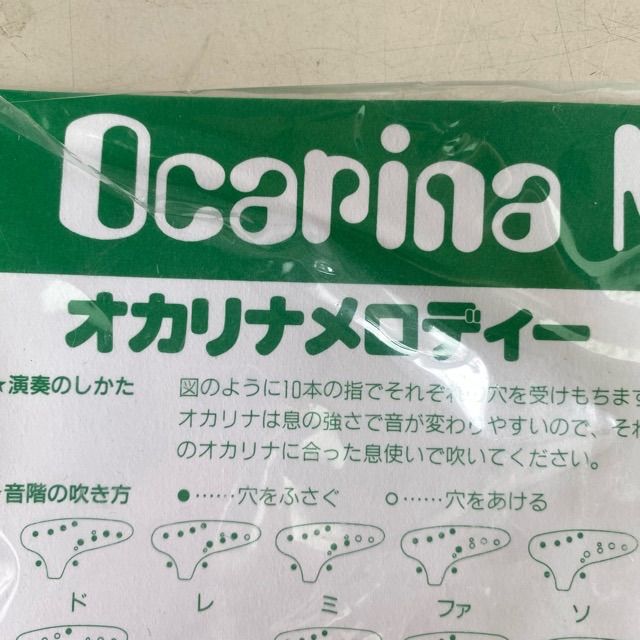 Ocarina
オカリナメロディー
★演奏のしかた 図のように10本の指でそれぞれの穴を受けもちます
オカリナは息の強さで音が変わりやすいので、それ
のオカリナに合った息使いで吹いてください。
★音階の吹き方 ●……穴をふさぐ ○……穴をあける
ド レ ミ ファ ソ